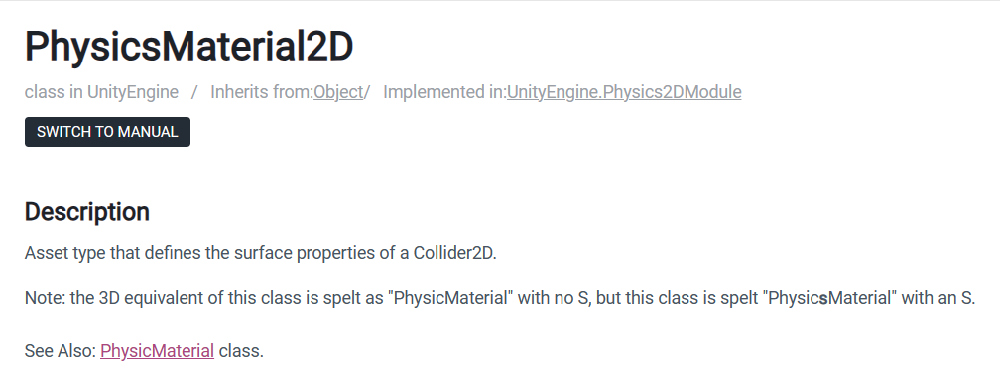 PhysicsMaterial2D
class in UnityEngine / Inherits from:Object/ Implemented in:UnityEngine.Physics2DModule
SWITCH TO MANUAL
Description
Asset type that defines the surface properties of a Collider2D.
Note: the 3D equivalent of this class is spelt as "PhysicMaterial" with no S, but this class is spelt "PhysicsMaterial" with an S.
See Also: PhysicMaterial class.